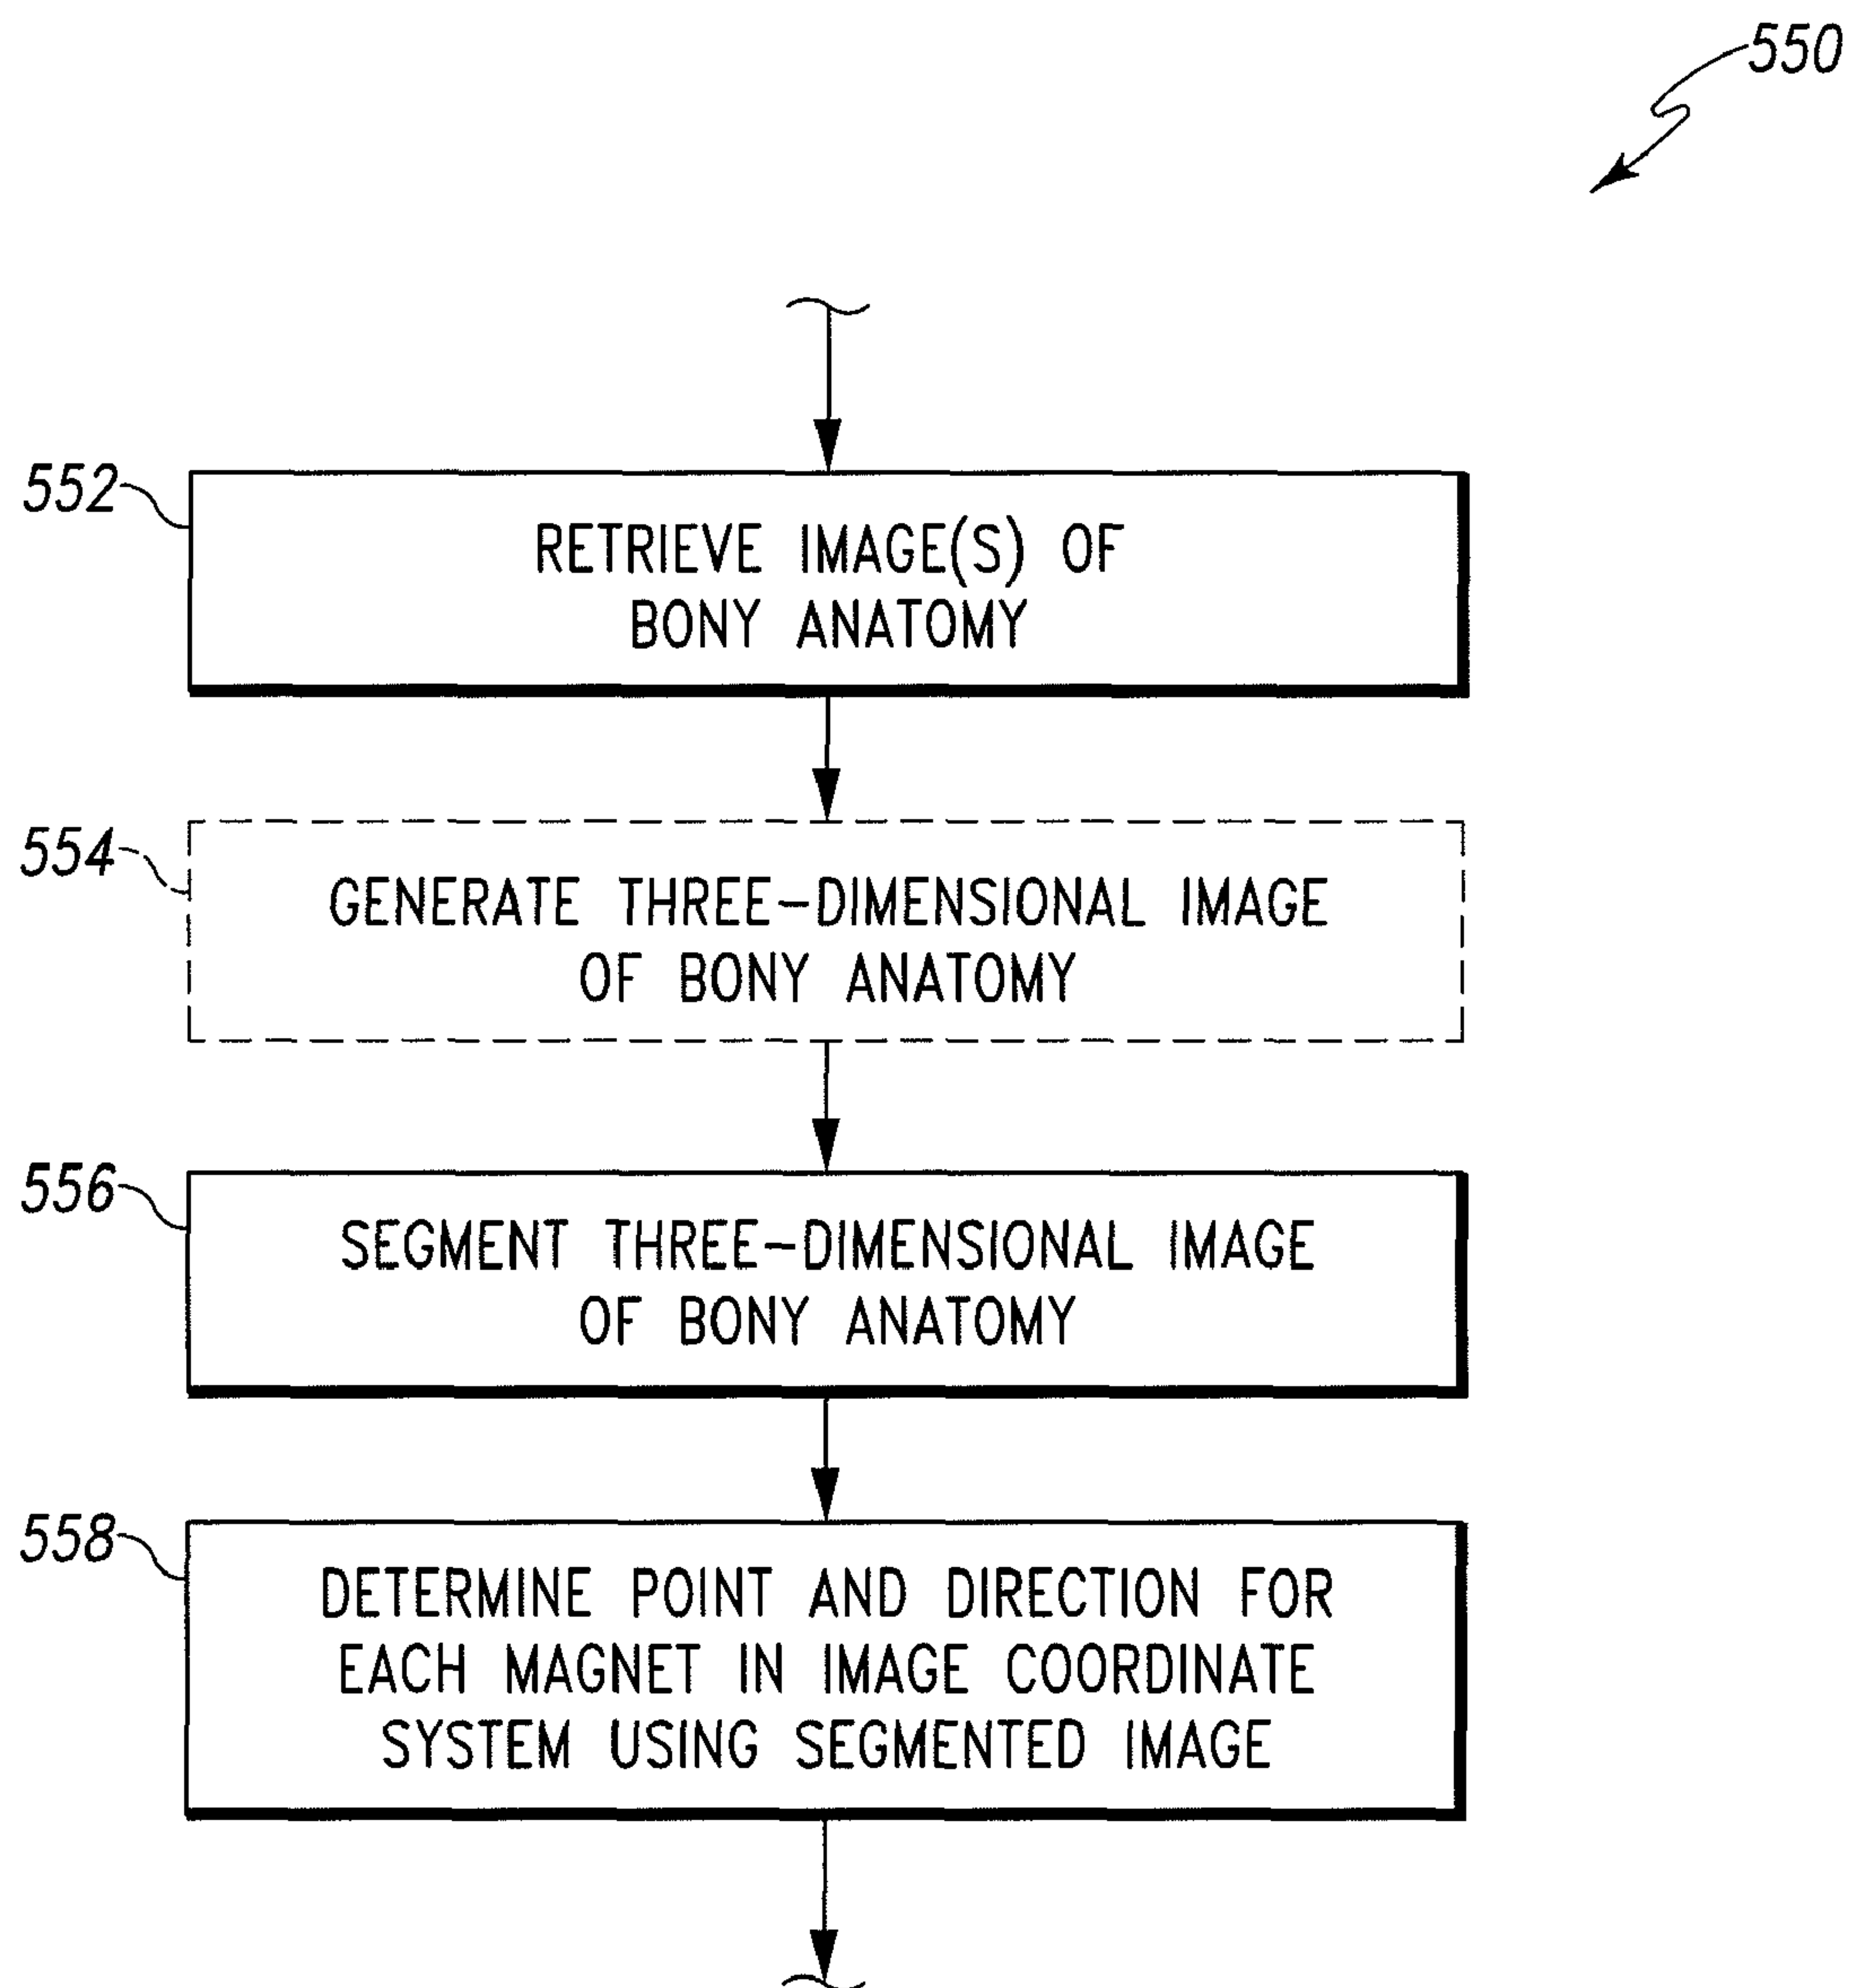 550
552
RETRIEVE IMAGE(S) OF
BONY ANATOMY
554
GENERATE THREE-DIMENSIONAL IMAGE
OF BONY ANATOMY
556
SEGMENT THREE-DIMENSIONAL IMAGE
OF BONY ANATOMY
558
DETERMINE POINT AND DIRECTION FOR
EACH MAGNET IN IMAGE COORDINATE
SYSTEM USING SEGMENTED IMAGE